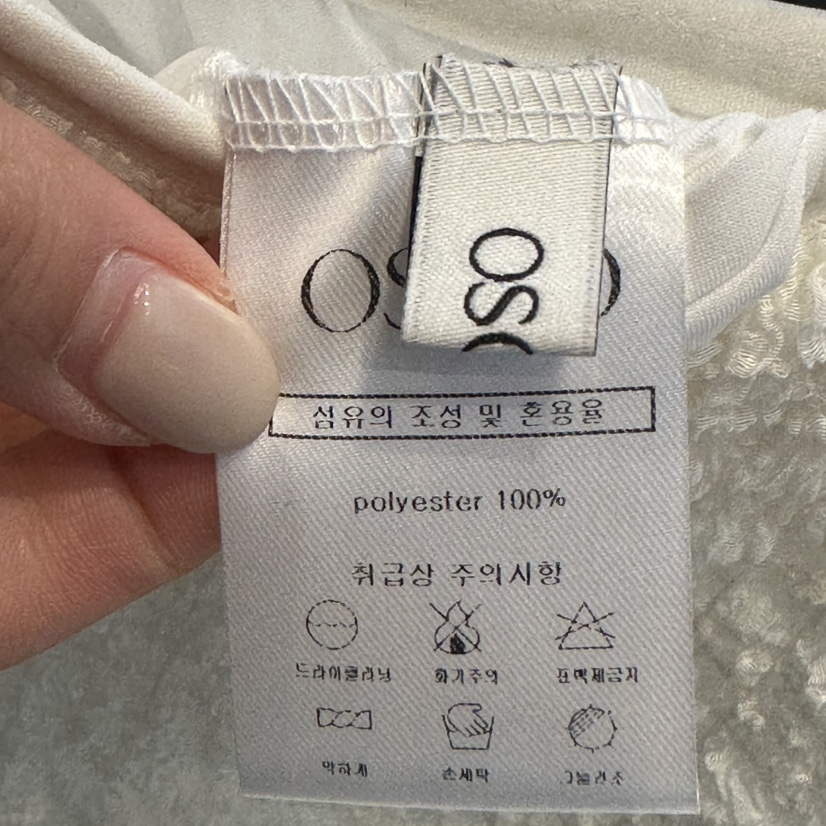 OSO
섬유의 조성 및 혼용율
polyester 100%
취급상 주의사항
드라이클리닝 화기주의 표백제금지
약하게 손세탁 그늘건조